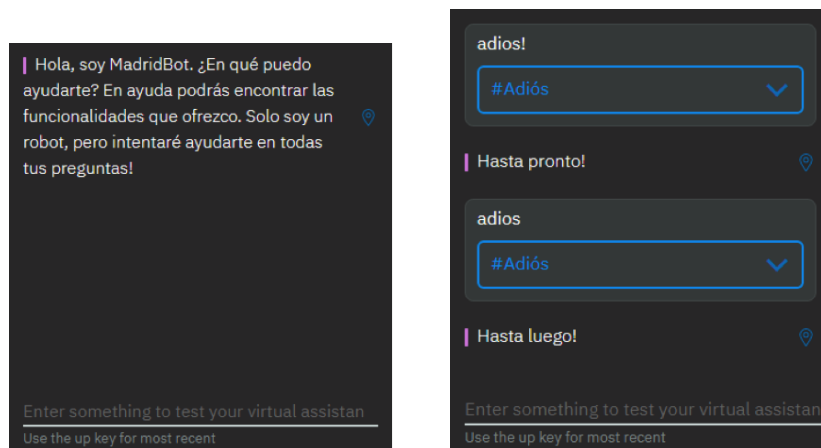 Hola, soy MadridBot. ¿En qué puedo
ayudarte? En ayuda podrás encontrar las
funcionalidades que ofrezco. Solo soy un
robot, pero intentaré ayudarte en todas
tus preguntas!
Enter something to test your virtual assistan
Use the up key for most recent
adios!
#Adiós
Hasta pronto!
adios
#Adiós
Hasta luego!
Enter something to test your virtual assistan
Use the up key for most recent